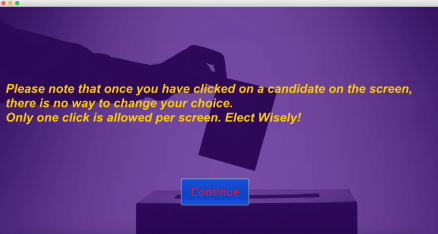 Please note that once you have clicked on a candidate on the screen,
there is no way to change your choice.
Only one click is allowed per screen. Elect Wisely!
Continue